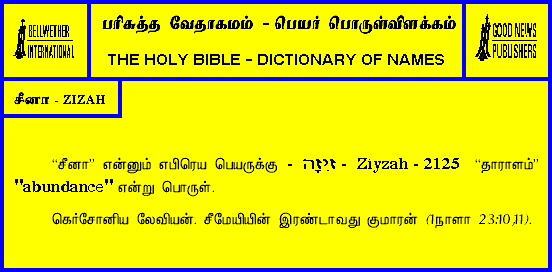 BELLWETHER
INTERNATIONAL
பரிசுத்த வேதாகமம் - பெயர் பொருள்விளக்கம்
THE HOLY BIBLE - DICTIONARY OF NAMES
GOOD NEWS
PUBLISHERS
சீனா - ZIZAH
“சீனா” என்னும் எபிரெய பெயருக்கு - זִיזָה - Ziyzah - 2125 “தாராளம்”
"abundance" என்று பொருள்.
கெர்சோனிய லேவியன். சீமேயியின் இரண்டாவது குமாரன் (1நாளா 23:10,11).